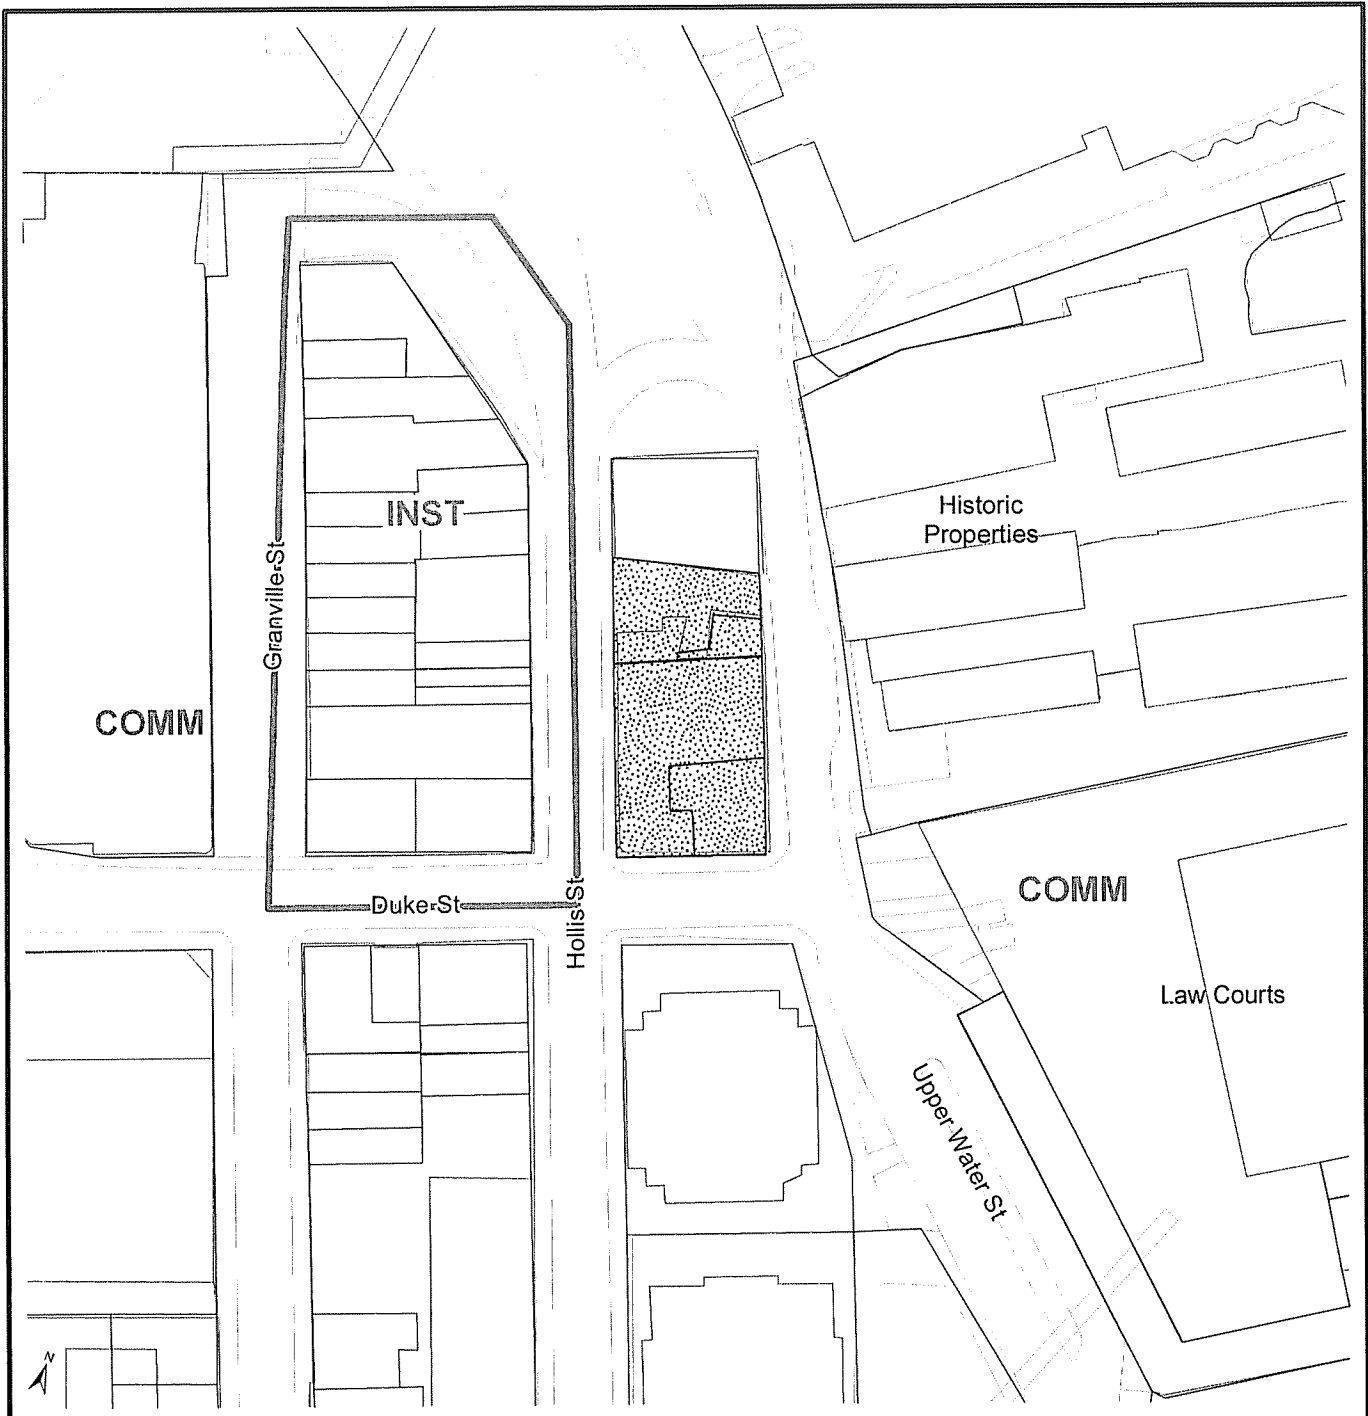 Historic
Properties
INST
Granville St
COMM
COMM
Duke St
Hollis St
Law Courts
Upper Water St
N